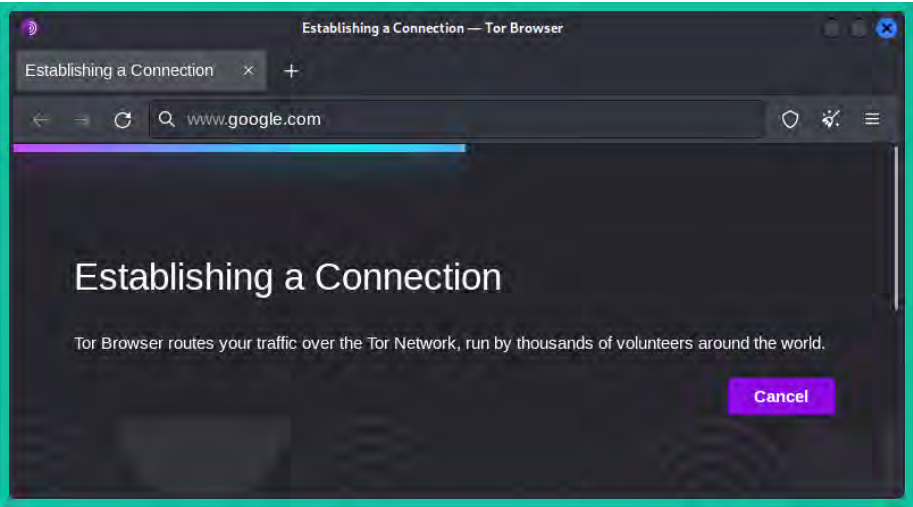 Establishing a Connection — Tor Browser
Establishing a Connection × +
www.google.com
Establishing a Connection
Tor Browser routes your traffic over the Tor Network, run by thousands of volunteers around the world.
Cancel